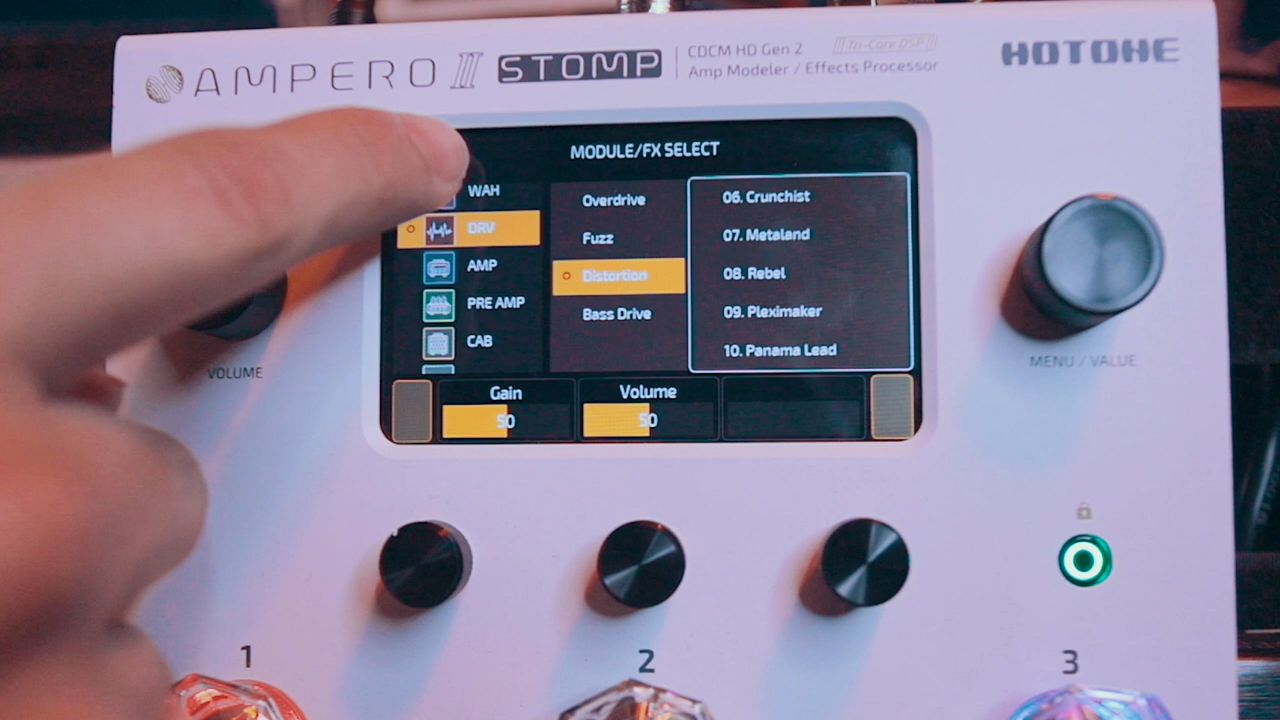 AMPERO II STOMP
CDCM HD Gen 2
Tri-Core DSP
Amp Modeler / Effects Processor
HOTONE
MODULE/FX SELECT
WAH
DRV
AMP
PRE AMP
CAB
Overdrive
Fuzz
Distortion
Bass Drive
06. Crunchist
07. Metaland
08. Rebel
09. Pleximaker
10. Panama Lead
Gain
50
Volume
50
VOLUME
MENU / VALUE
1
2
3